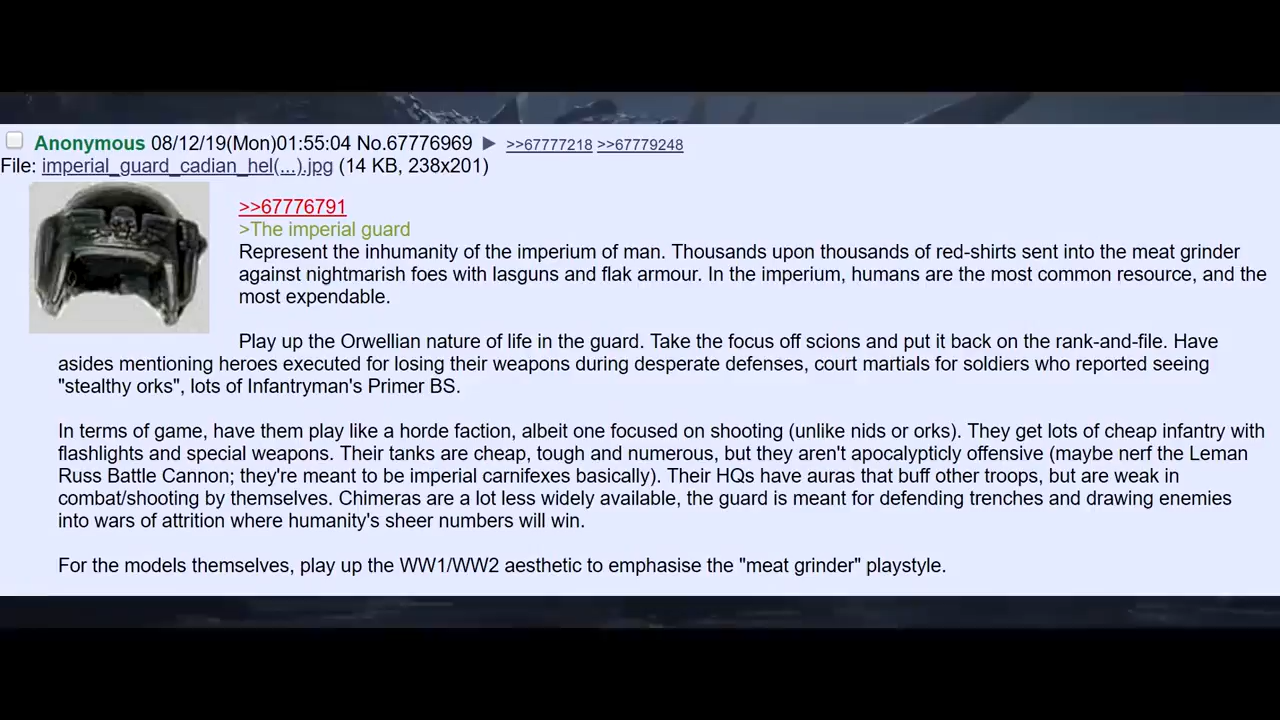 Anonymous 08/12/19(Mon)01:55:04 No.67776969 ▶ >>67777218 >>67779248
File: imperial_guard_cadian_hel(...).jpg (14 KB, 238x201)
>>67776791
>The imperial guard
Represent the inhumanity of the imperium of man. Thousands upon thousands of red-shirts sent into the meat grinder
against nightmarish foes with lasguns and flak armour. In the imperium, humans are the most common resource, and the
most expendable.
Play up the Orwellian nature of life in the guard. Take the focus off scions and put it back on the rank-and-file. Have
asides mentioning heroes executed for losing their weapons during desperate defenses, court martials for soldiers who reported seeing
"stealthy orks", lots of Infantryman's Primer BS.
In terms of game, have them play like a horde faction, albeit one focused on shooting (unlike nids or orks). They get lots of cheap infantry with
flashlights and special weapons. Their tanks are cheap, tough and numerous, but they aren't apocalypticly offensive (maybe nerf the Leman
Russ Battle Cannon; they're meant to be imperial carnifexes basically). Their HQs have auras that buff other troops, but are weak in
combat/shooting by themselves. Chimeras are a lot less widely available, the guard is meant for defending trenches and drawing enemies
into wars of attrition where humanity's sheer numbers will win.
For the models themselves, play up the WW1/WW2 aesthetic to emphasise the "meat grinder" playstyle.